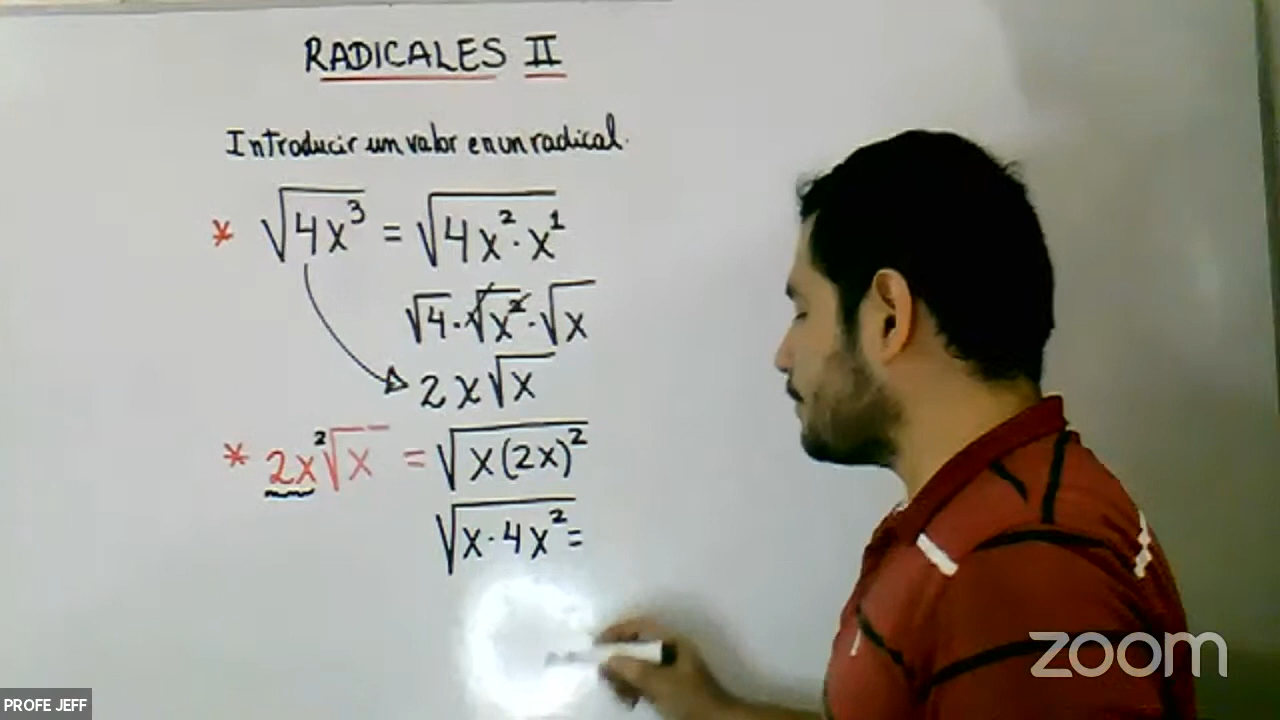 RADICALES II
Introducir un valor en un radical.
* √4x³ = √4x²·x¹
√4·√x²·√x
2x√x
* 2x ²√x = √x(2x)²
√x·4x² =
zoom
PROFE JEFF